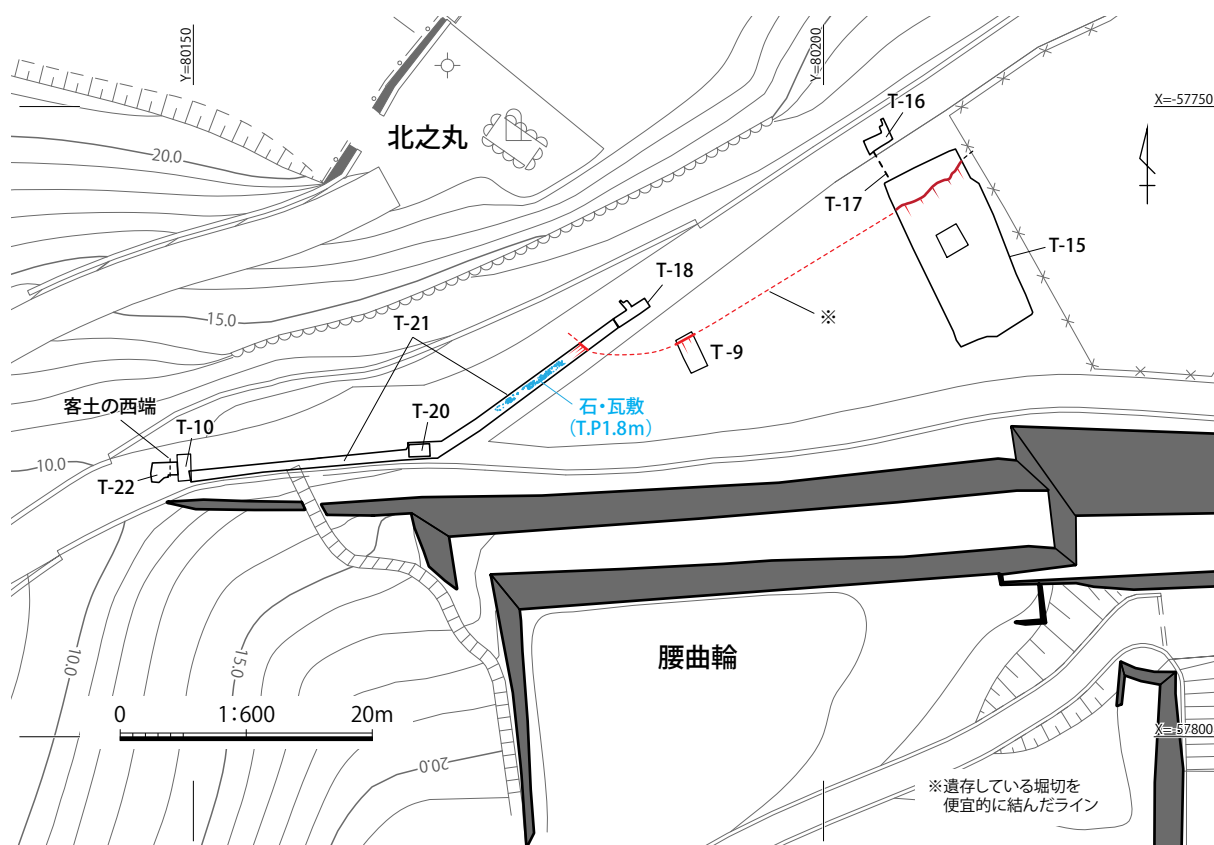 Y=80150
Y=80200
X=-57750
北之丸
T-16
20.0
T-17
T-15
T-18
15.0
T-21
※
T-9
客土の西端
石・瓦敷
(T.P1.8m)
T-20
T-10
10.0
T-22
腰曲輪
10.0
15.0
0 1:600 20m
X=-57800
20.0
※遺存している堀切を
便宜的に結んだライン